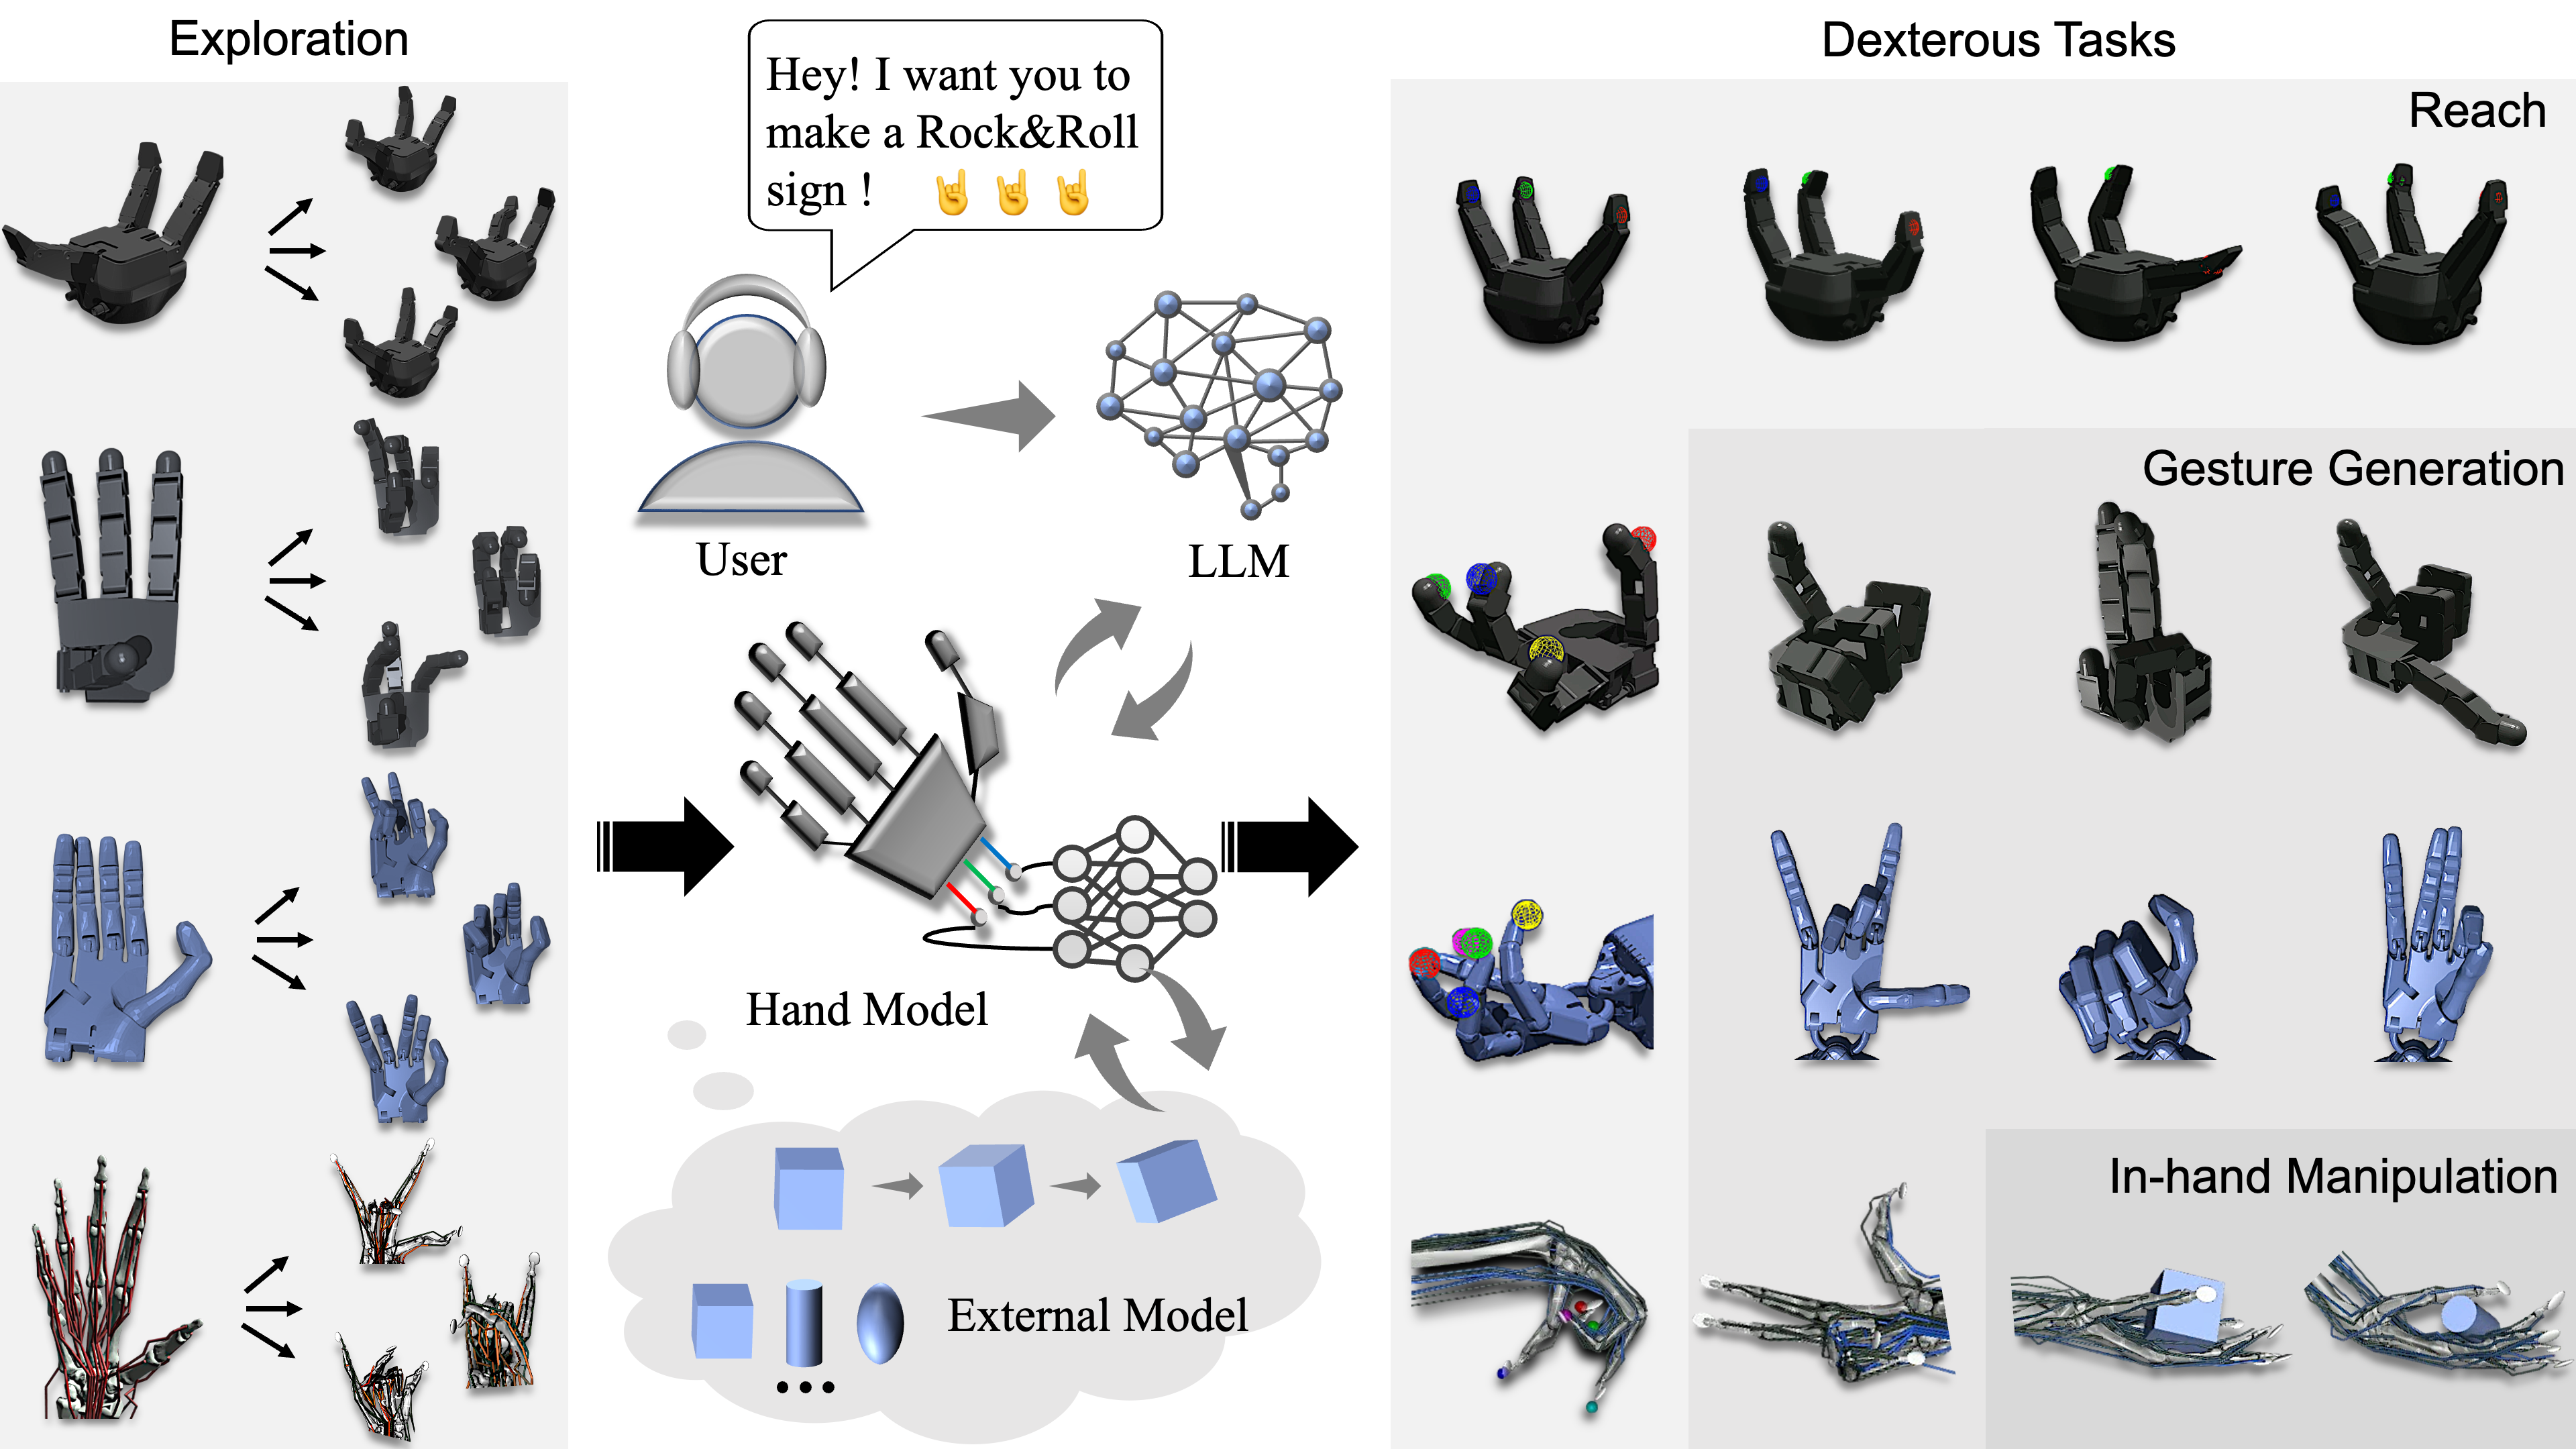 Exploration
Hey! I want you to
make a Rock&Roll
sign ! 🤘 🤘 🤘
User
LLM
Hand Model
External Model
Dexterous Tasks
Reach
Gesture Generation
In-hand Manipulation